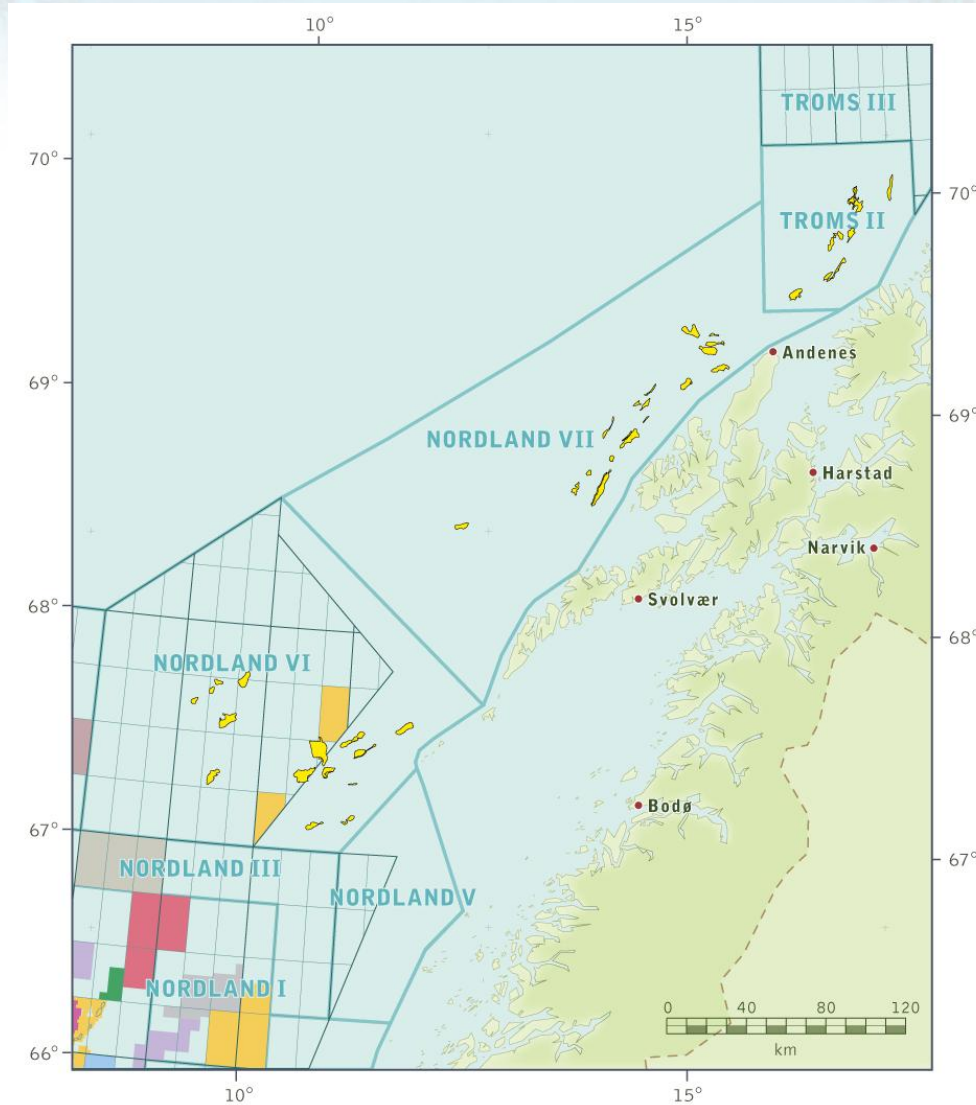 10° 15°
TROMS III
70°
70°
TROMS II
Andenes
69°
69°
NORDLAND VII
Harstad
Narvik
68°
Svolvær
68°
NORDLAND VI
Bodø
67°
67°
NORDLAND III
NORDLAND V
NORDLAND I
0 40 80 120
km
66°
10° 15°